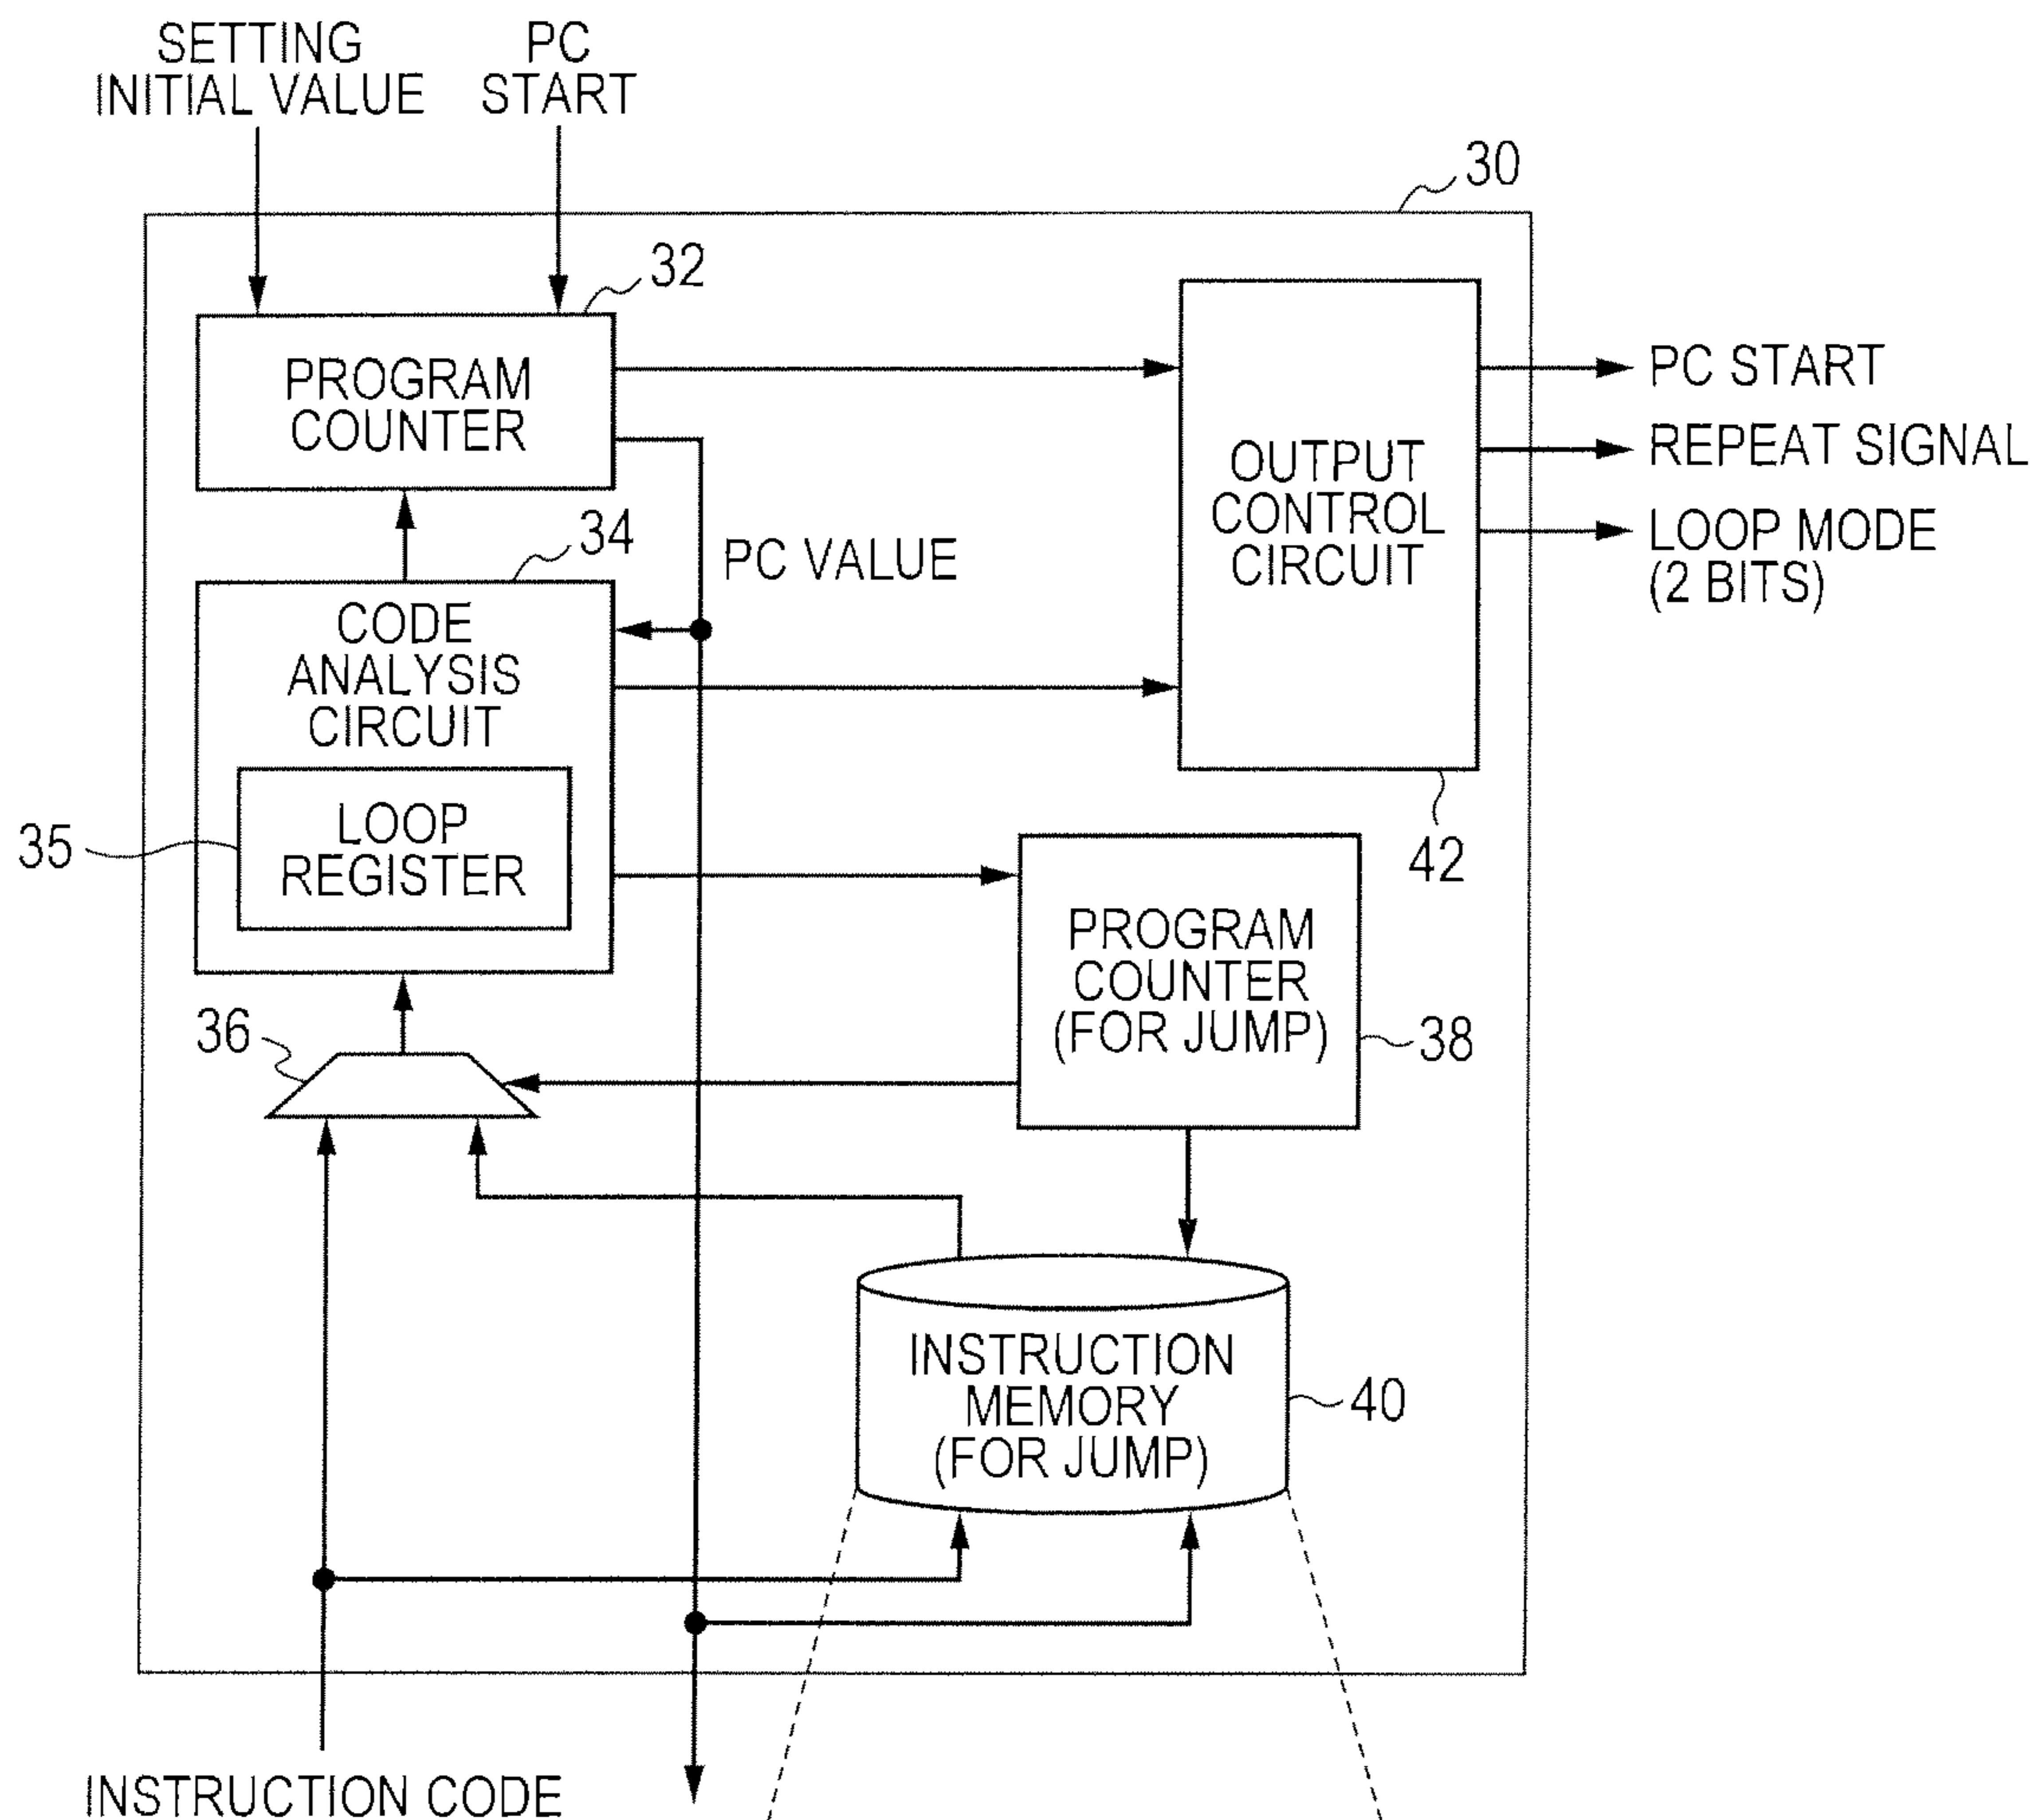 SETTING
INITIAL VALUE
PC
START
30
32
PROGRAM
COUNTER
PC START
REPEAT SIGNAL
LOOP MODE
(2 BITS)
OUTPUT
CONTROL
CIRCUIT
34
PC VALUE
CODE
ANALYSIS
CIRCUIT
35
LOOP
REGISTER
42
PROGRAM
COUNTER
(FOR JUMP)
36
38
INSTRUCTION
MEMORY
(FOR JUMP)
40
INSTRUCTION CODE